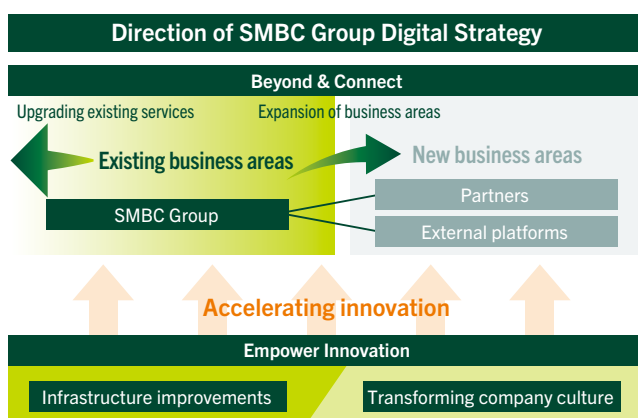 Direction of SMBC Group Digital Strategy
Beyond & Connect
Upgrading existing services
Expansion of business areas
Existing business areas
New business areas
SMBC Group
Partners
External platforms
Accelerating innovation
Empower Innovation
Infrastructure improvements
Transforming company culture